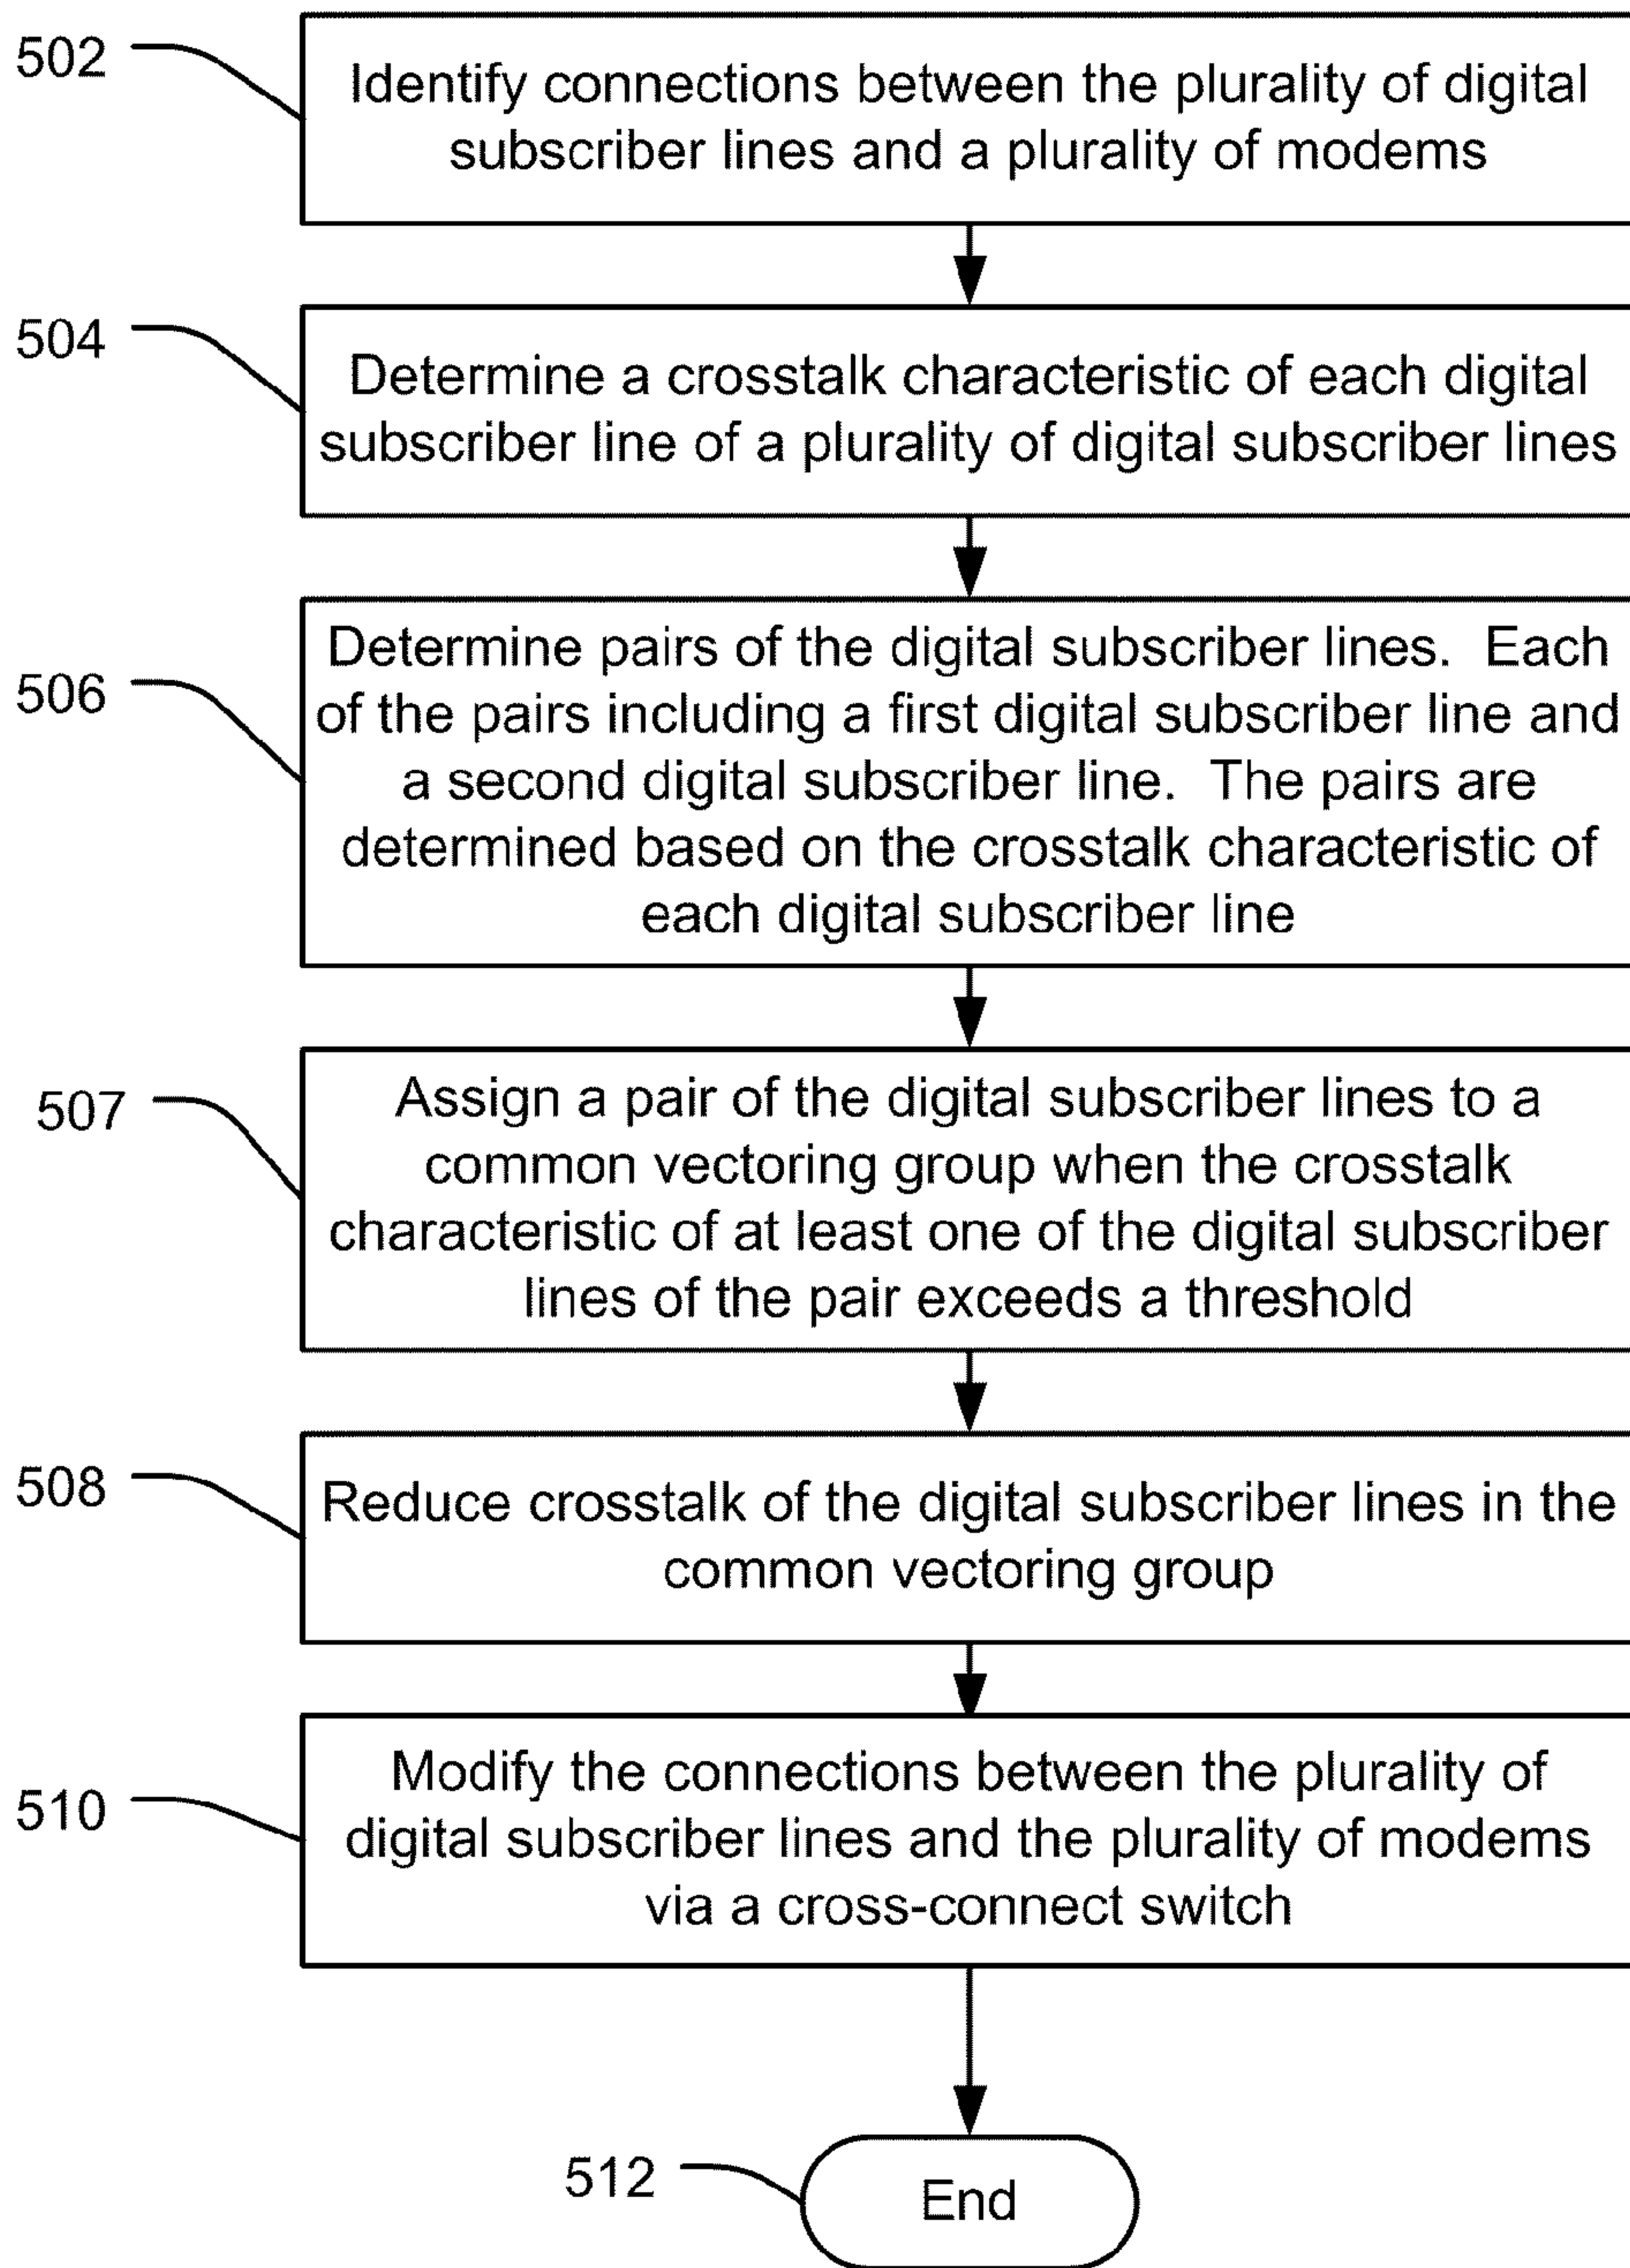 502
Identify connections between the plurality of digital
subscriber lines and a plurality of modems
504
Determine a crosstalk characteristic of each digital
subscriber line of a plurality of digital subscriber lines
506
Determine pairs of the digital subscriber lines. Each
of the pairs including a first digital subscriber line and
a second digital subscriber line. The pairs are
determined based on the crosstalk characteristic of
each digital subscriber line
507
Assign a pair of the digital subscriber lines to a
common vectoring group when the crosstalk
characteristic of at least one of the digital subscriber
lines of the pair exceeds a threshold
508
Reduce crosstalk of the digital subscriber lines in the
common vectoring group
510
Modify the connections between the plurality of
digital subscriber lines and the plurality of modems
via a cross-connect switch
512
End